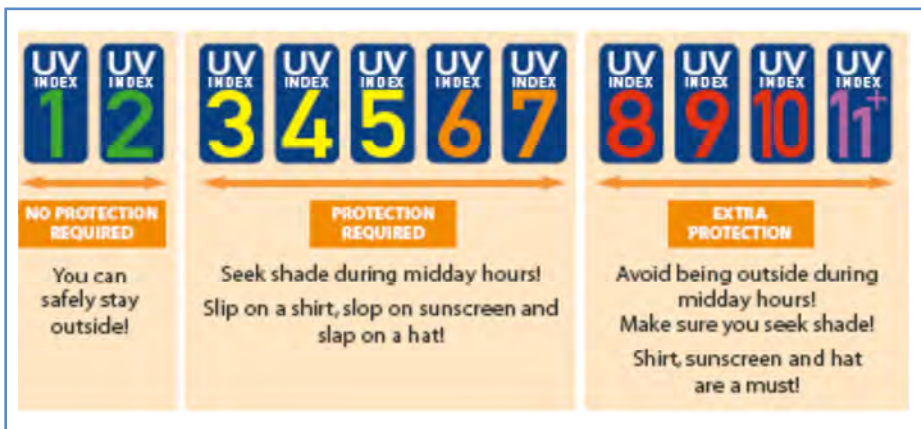 UV INDEX 1
UV INDEX 2
UV INDEX 3
UV INDEX 4
UV INDEX 5
UV INDEX 6
UV INDEX 7
UV INDEX 8
UV INDEX 9
UV INDEX 10
UV INDEX 11+
NO PROTECTION
REQUIRED
You can
safely stay
outside!
PROTECTION
REQUIRED
Seek shade during midday hours!
Slip on a shirt, slop on sunscreen and
slap on a hat!
EXTRA
PROTECTION
Avoid being outside during
midday hours!
Make sure you seek shade!
Shirt, sunscreen and hat
are a must!